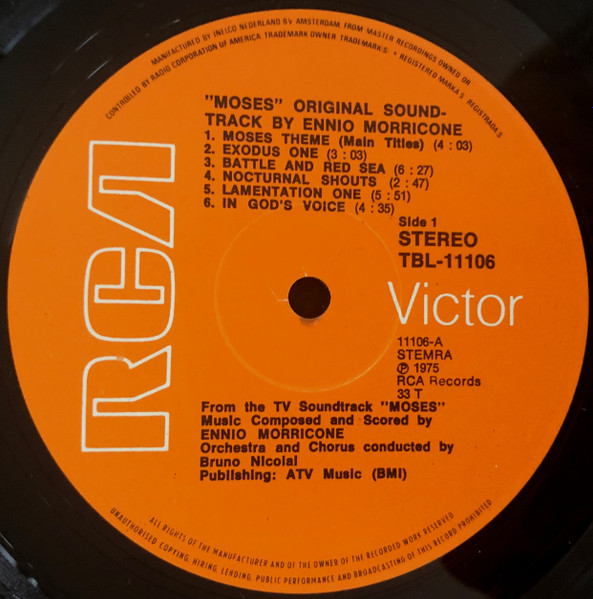 MANUFACTURED BY INELCO NEDERLAND BV AMSTERDAM, FROM MASTER RECORDINGS OWNED OR
CONTROLLED BY RADIO CORPORATION OF AMERICA. TRADEMARK OWNER. TRADEMARK'S: • REGISTERED MARKA'S REGISTRADA'S
"MOSES" ORIGINAL SOUND-
TRACK BY ENNIO MORRICONE
1. MOSES THEME (Main Titles) (4 : 03)
2. EXODUS ONE (3 : 03)
3. BATTLE AND RED SEA (6 : 27)
4. NOCTURNAL SHOUTS (2 : 47)
5. LAMENTATION ONE (5 : 51)
6. IN GOD'S VOICE (4 : 35)
Side 1
STEREO
TBL-11106
RCA
Victor
11106-A
STEMRA
℗ 1975
RCA Records
33 T
From the TV Soundtrack "MOSES"
Music Composed and Scored by
ENNIO MORRICONE
Orchestra and Chorus conducted by
Bruno Nicolai
Publishing: ATV Music (BMI)
ALL RIGHTS OF THE MANUFACTURER AND OF THE OWNER OF THE RECORDED WORK RESERVED
UNAUTHORISED COPYING, HIRING, LENDING, PUBLIC PERFORMANCE AND BROADCASTING OF THIS RECORD PROHIBITED